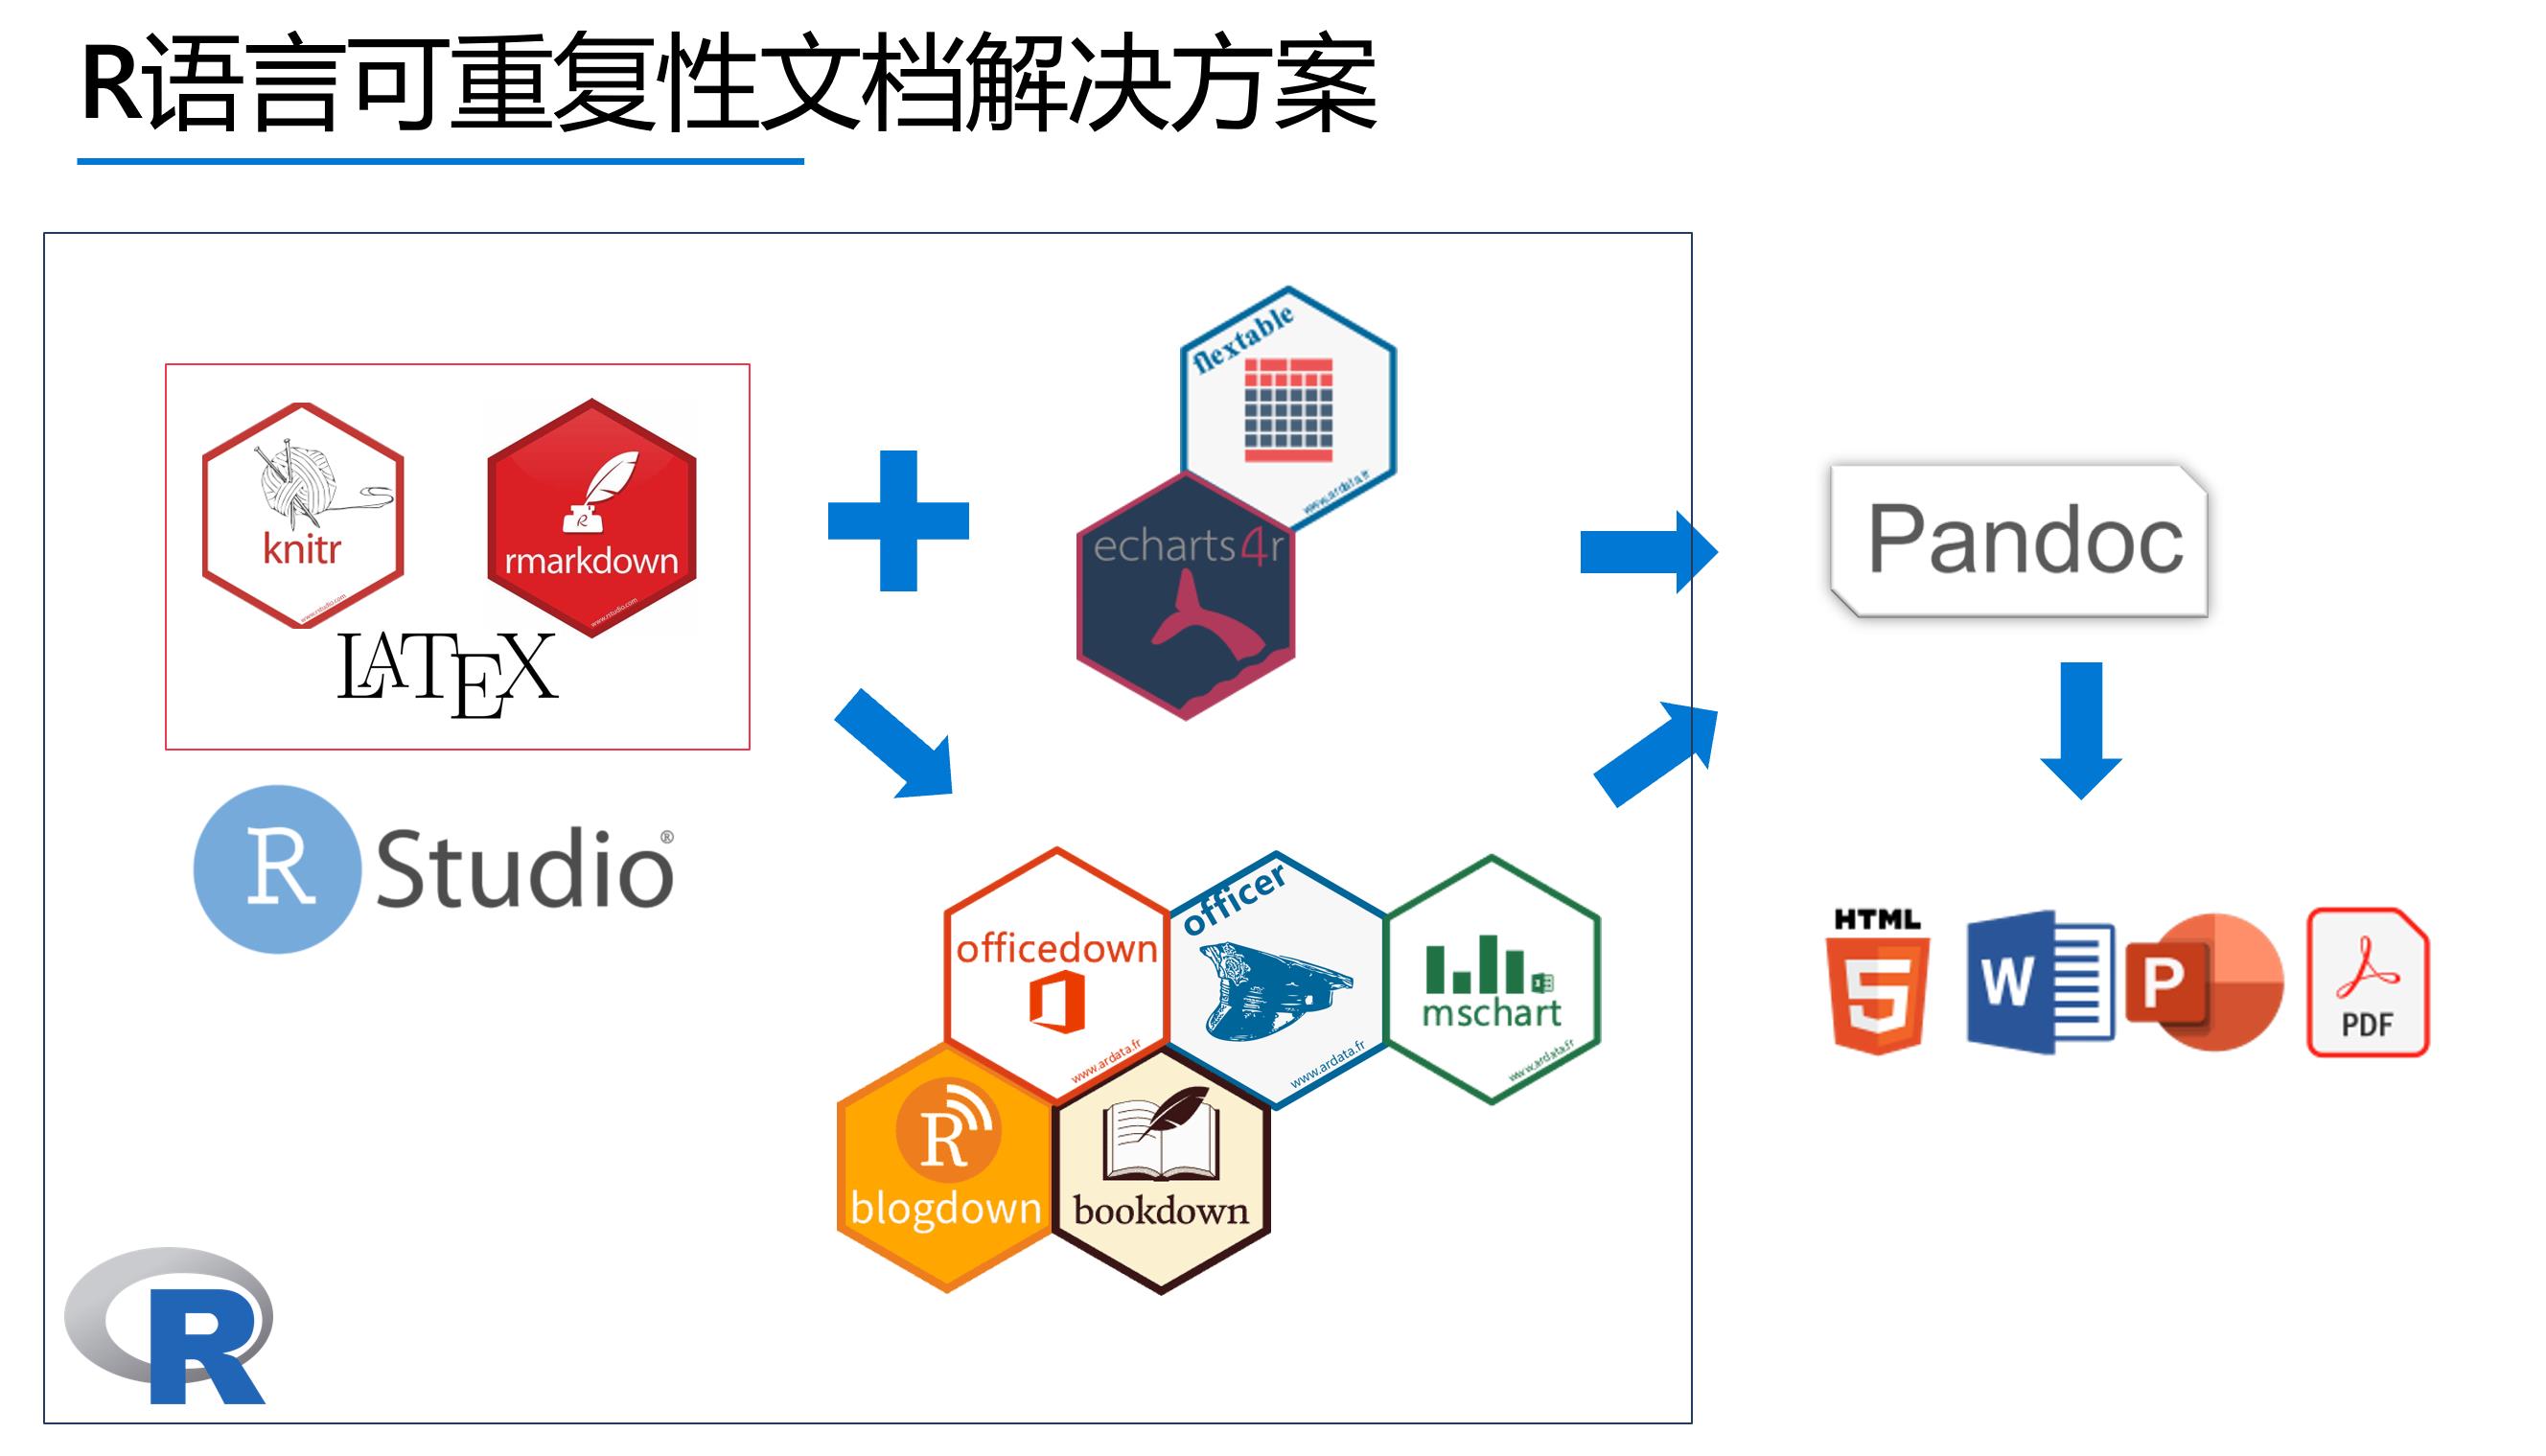 R语言可重复性文档解决方案
flextable
www.ardata.fr
knitr
www.rstudio.com
R
rmarkdown
www.rstudio.com
LATEX
echarts4r
Pandoc
R Studio®
officedown
www.ardata.fr
officer
www.ardata.fr
mschart
www.ardata.fr
HTML
5
W
P
PDF
R
blogdown
bookdown
R